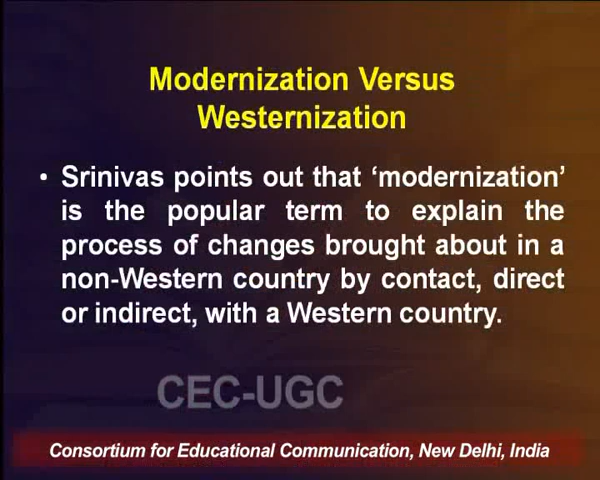 Modernization Versus
Westernization
• Srinivas points out that ‘modernization’
is the popular term to explain the
process of changes brought about in a
non-Western country by contact, direct
or indirect, with a Western country.
CEC-UGC
Consortium for Educational Communication, New Delhi, India